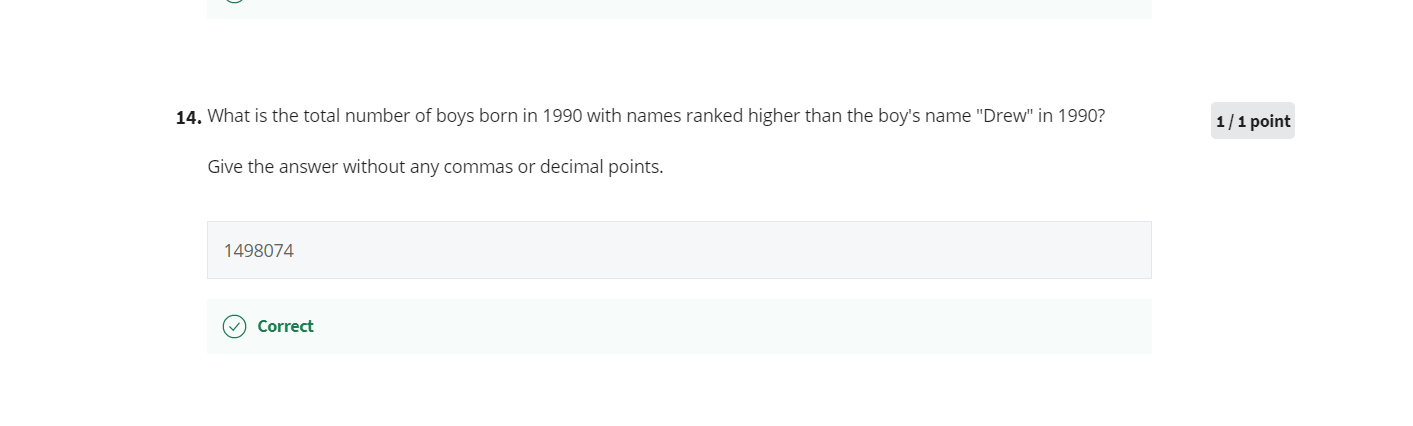 14. What is the total number of boys born in 1990 with names ranked higher than the boy's name "Drew" in 1990?
1 / 1 point
Give the answer without any commas or decimal points.
1498074
Correct